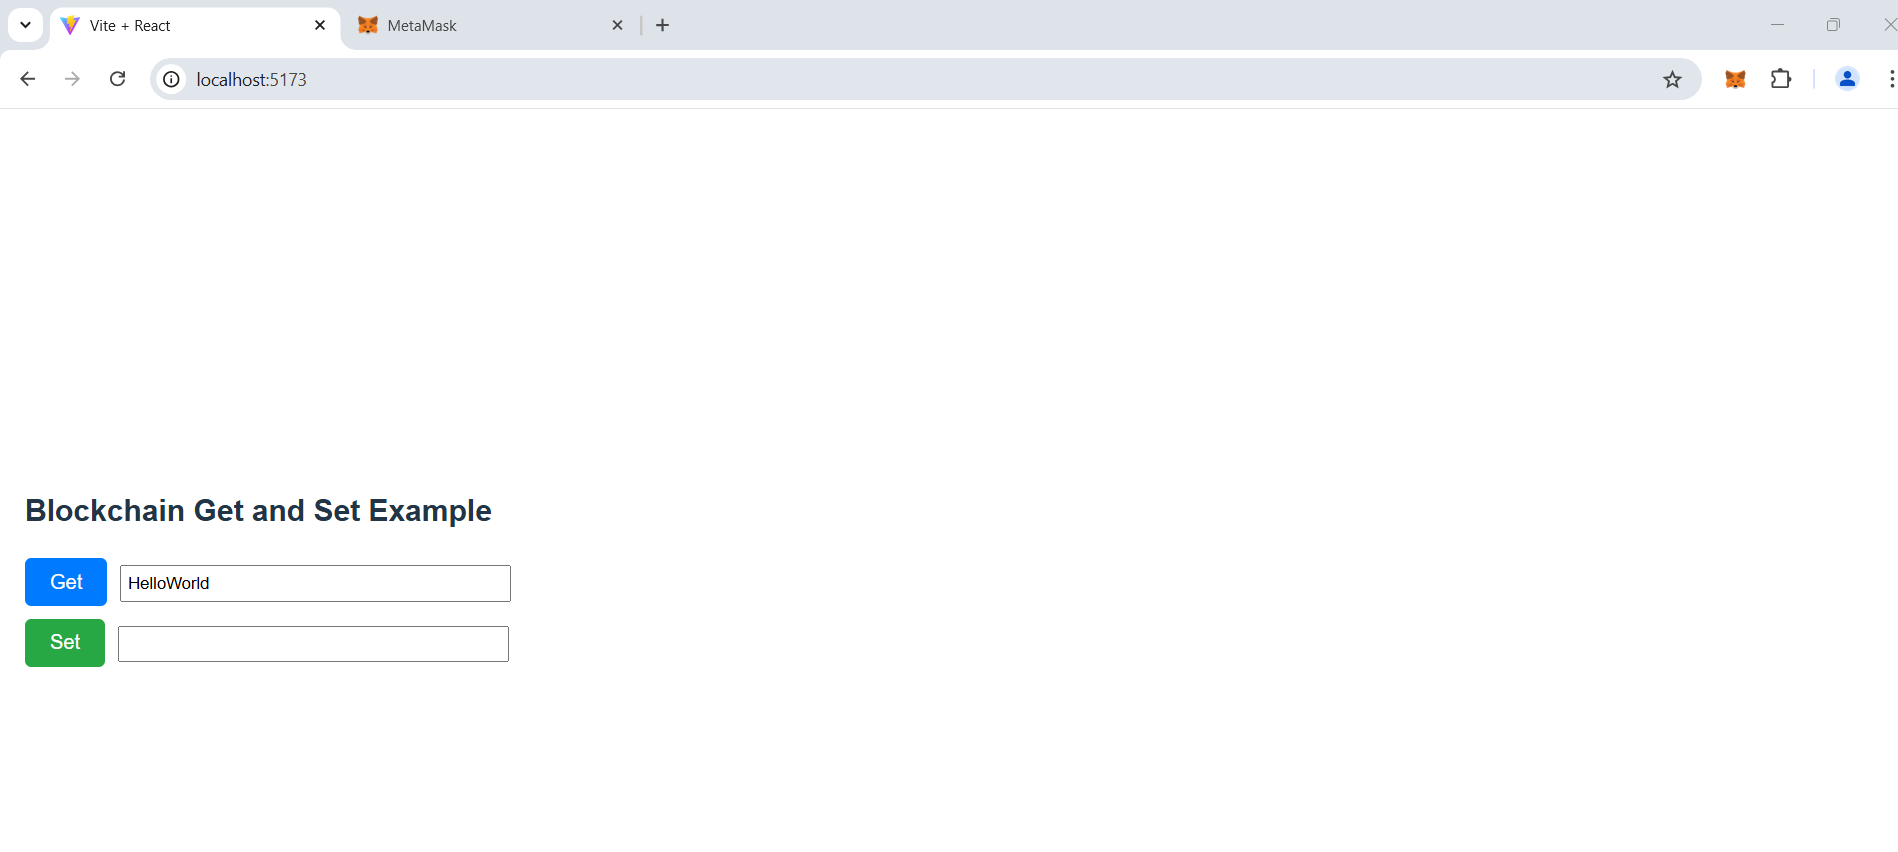 Vite + React
MetaMask
localhost:5173
Blockchain Get and Set Example
Get
HelloWorld
Set